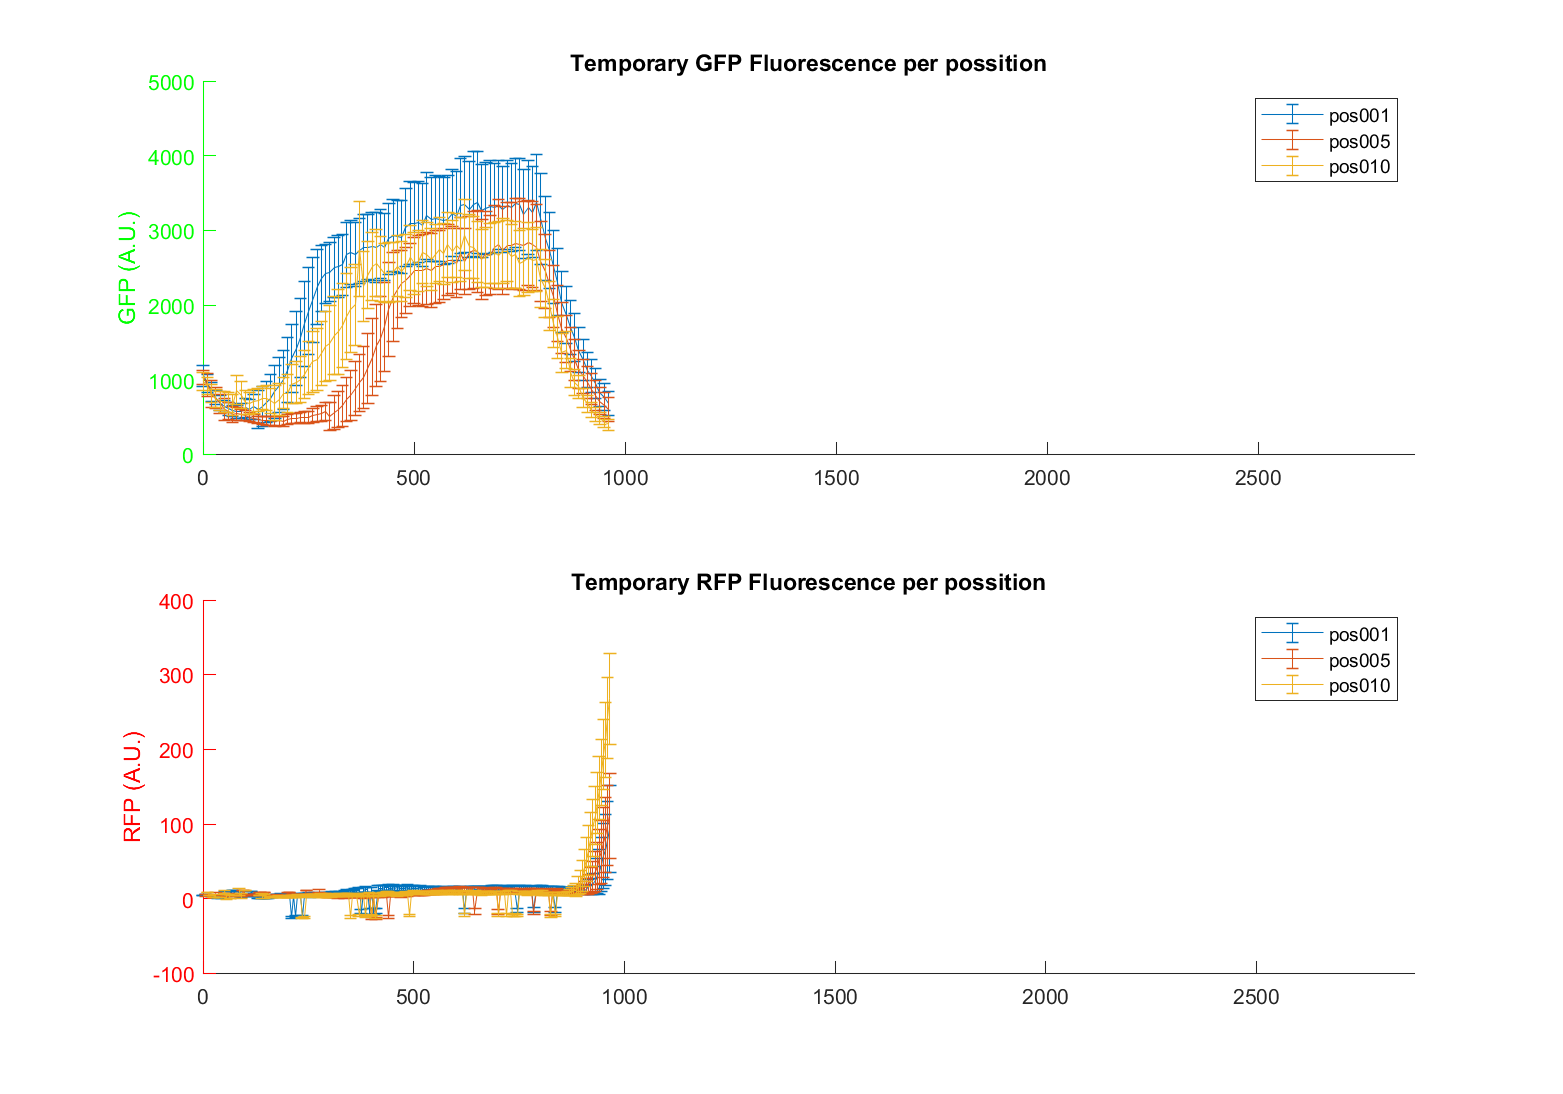 Temporary GFP Fluorescence per possition
5000
4000
3000
2000
1000
0
GFP (A.U.)
pos001
pos005
pos010
0 500 1000 1500 2000 2500
Temporary RFP Fluorescence per possition
400
300
200
100
0
-100
RFP (A.U.)
pos001
pos005
pos010
0 500 1000 1500 2000 2500